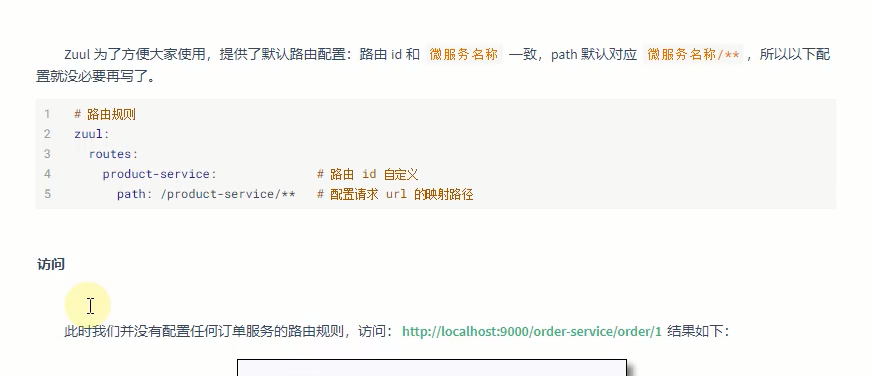 Zuul 为了方便大家使用，提供了默认路由配置：路由 id 和 微服务名称 一致，path 默认对应 微服务名称/** ，所以以下配
置就没必要再写了。
1 # 路由规则
2 zuul:
3 routes:
4 product-service: # 路由 id 自定义
5 path: /product-service/** # 配置请求 url 的映射路径
访问
此时我们并没有配置任何订单服务的路由规则，访问：http://localhost:9000/order-service/order/1 结果如下：